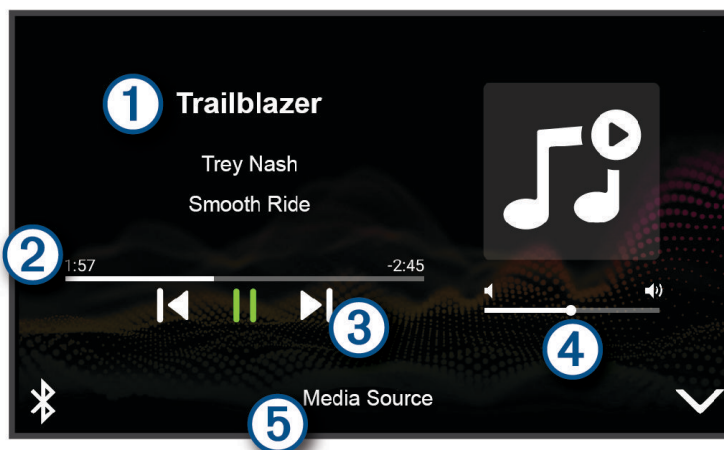 1
Trailblazer
Trey Nash
Smooth Ride
2
1:57
-2:45
3
4
5
Media Source